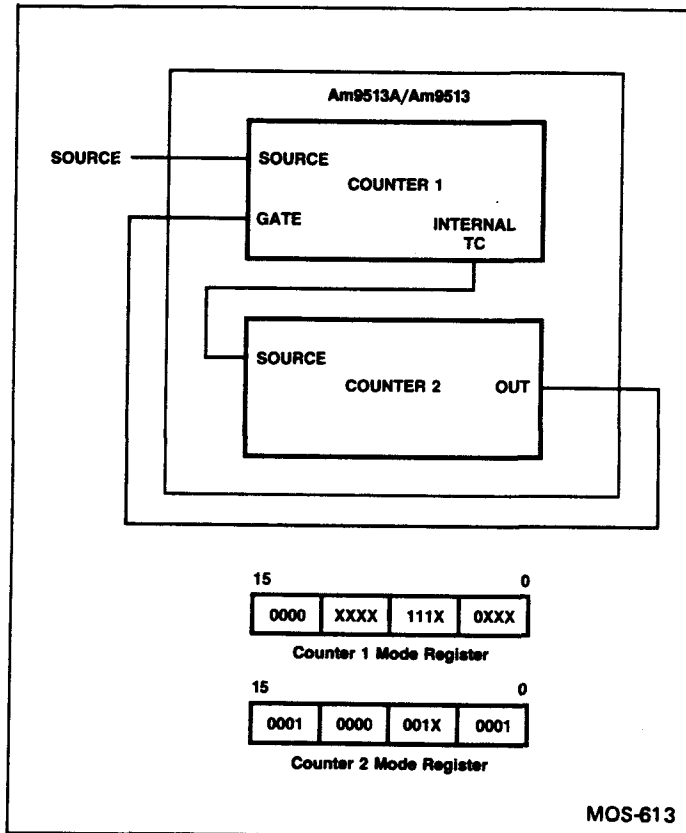 Am9513A/Am9513
SOURCE
SOURCE
COUNTER 1
GATE
INTERNAL
TC
SOURCE
COUNTER 2
OUT
15 0
0000 XXXX 111X 0XXX
Counter 1 Mode Register
15 0
0001 0000 001X 0001
Counter 2 Mode Register
MOS-613